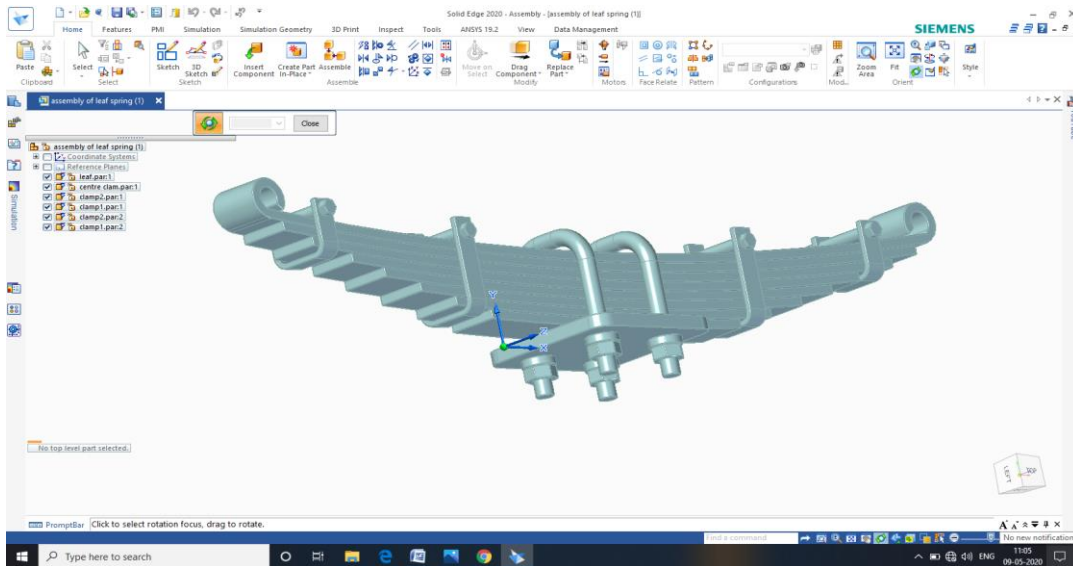 Solid Edge 2020 - Assembly - [assembly of leaf spring (1)]
Home Features PMI Simulation Simulation Geometry 3D Print Inspect Tools ANSYS 19.2 View Data Management SIEMENS
Paste Select Sketch 3D Sketch Insert Component Create Part In-Place Assemble Move on Select Drag Component Replace Part Zoom Area Fit Style
Clipboard Select Sketch Assemble Modify Motors Face Relate Pattern Configurations Mod... Orient
assembly of leaf spring (1)
Close
assembly of leaf spring (1)
Coordinate Systems
Reference Planes
leaf.par:1
centre clam.par:1
clamp2.par:1
clamp1.par:1
clamp2.par:2
clamp1.par:2
Simulation
Y
Z
X
No top level part selected.
LEFT TOP
PromptBar Click to select rotation focus, drag to rotate.
Find a command No new notification
Type here to search ENG 11:05
09-05-2020